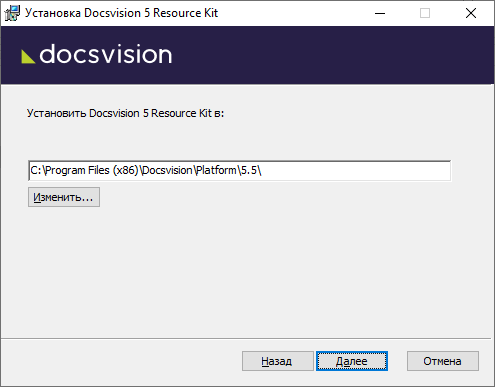 Установка Docsvision 5 Resource Kit
docsvision
Установить Docsvision 5 Resource Kit в:
C:\Program Files (x86)\Docsvision\Platform\5.5\
Изменить...
Назад
Далее
Отмена